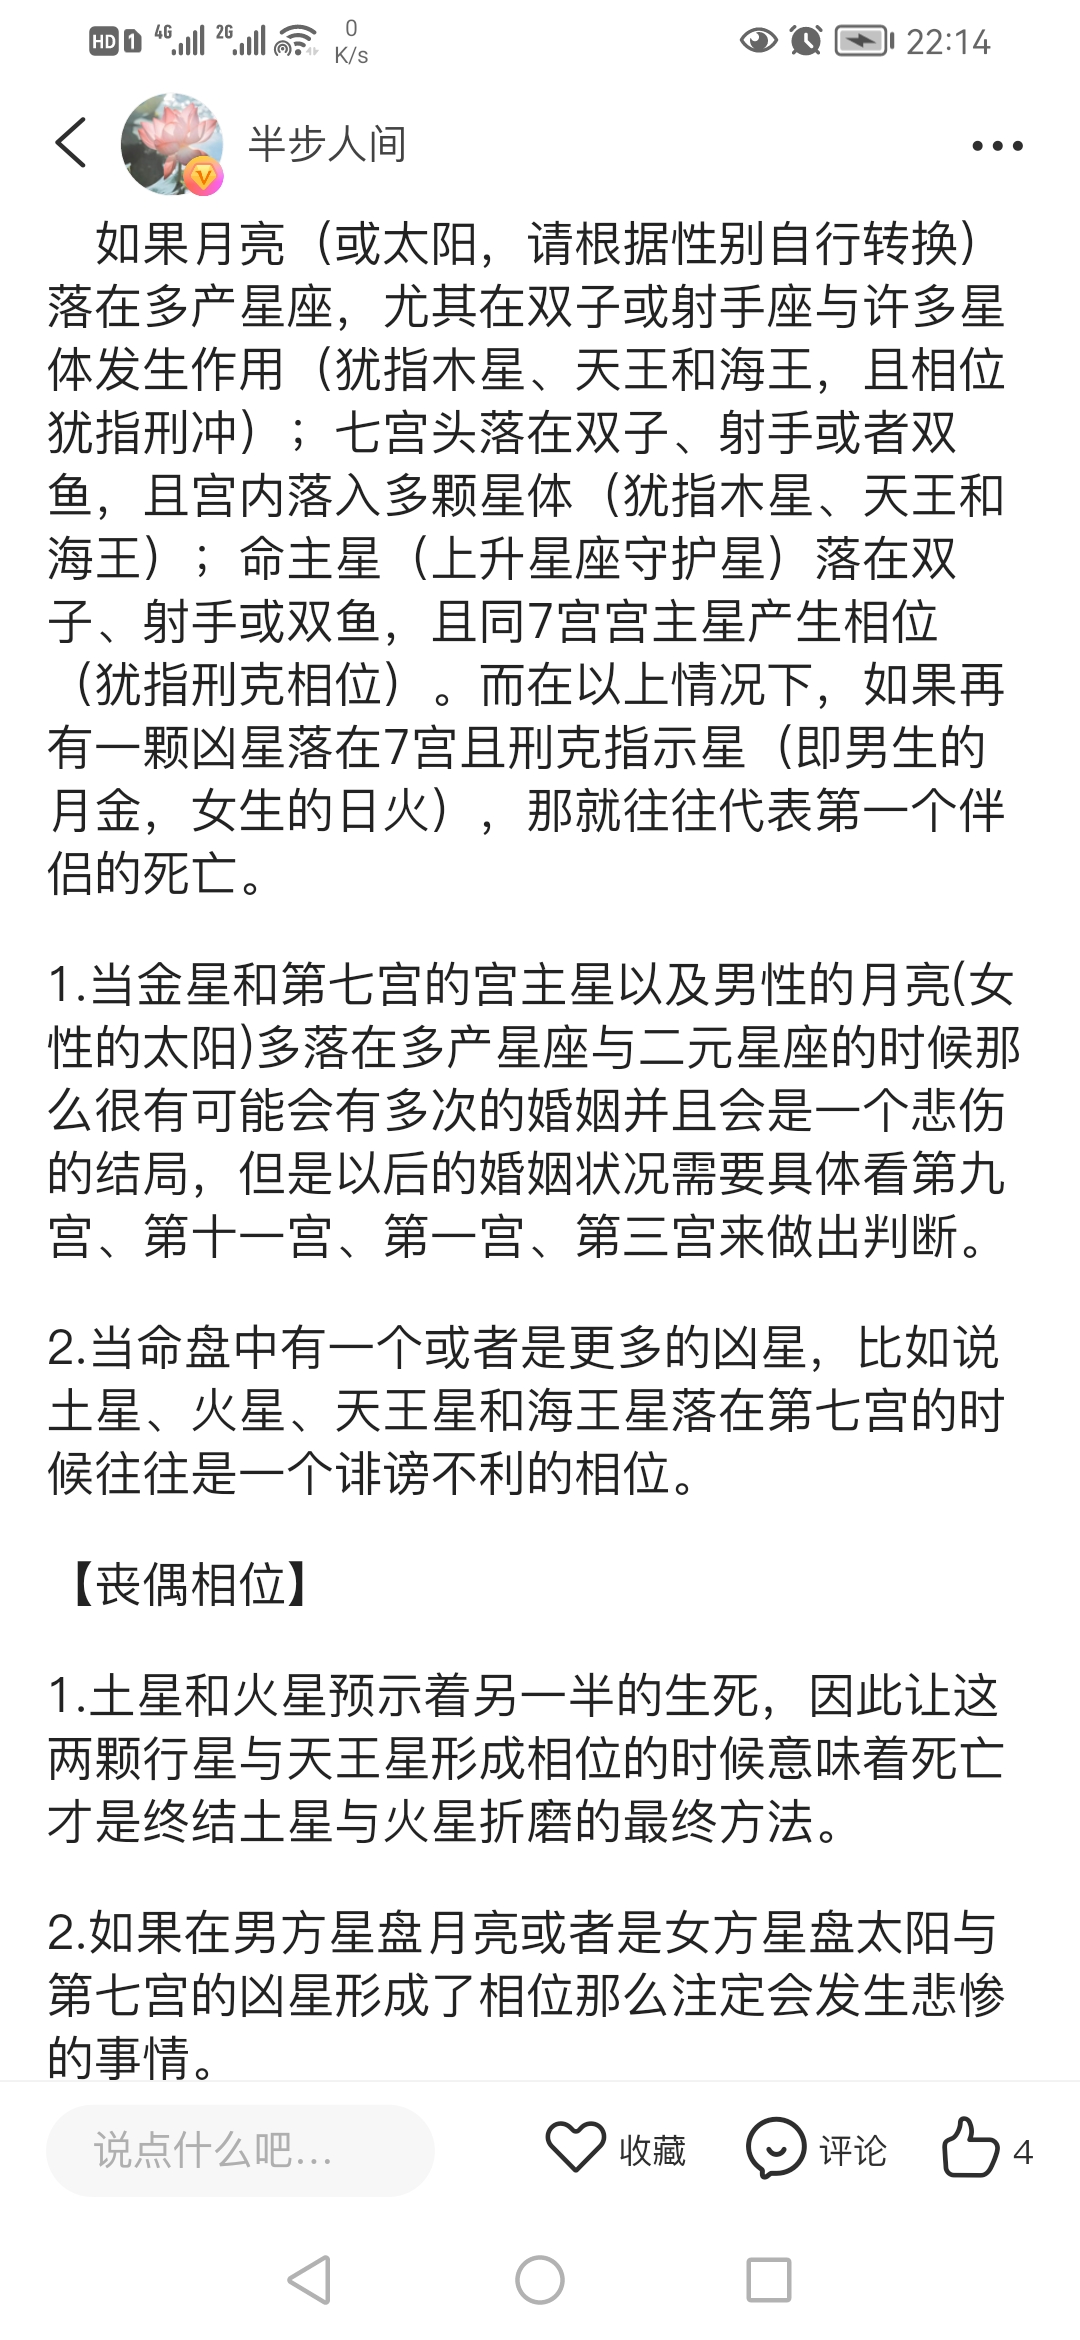 HD 1 4G 2G 0 K/s 22:14
半步人间
如果月亮（或太阳，请根据性别自行转换）
落在多产星座，尤其在双子或射手座与许多星
体发生作用（犹指木星、天王和海王，且相位
犹指刑冲）；七宫头落在双子、射手或者双
鱼，且宫内落入多颗星体（犹指木星、天王和
海王）；命主星（上升星座守护星）落在双
子、射手或双鱼，且同7宫宫主星产生相位
（犹指刑克相位）。而在以上情况下，如果再
有一颗凶星落在7宫且刑克指示星（即男生的
月金，女生的日火），那就往往代表第一个伴
侣的死亡。
1.当金星和第七宫的宫主星以及男性的月亮(女
性的太阳)多落在多产星座与二元星座的时候那
么很有可能会有多次的婚姻并且会是一个悲伤
的结局，但是以后的婚姻状况需要具体看第九
宫、第十一宫、第一宫、第三宫来做出判断。
2.当命盘中有一个或者是更多的凶星，比如说
土星、火星、天王星和海王星落在第七宫的时
候往往是一个诽谤不利的相位。
【丧偶相位】
1.土星和火星预示着另一半的生死，因此让这
两颗行星与天王星形成相位的时候意味着死亡
才是终结土星与火星折磨的最终方法。
2.如果在男方星盘月亮或者是女方星盘太阳与
第七宫的凶星形成了相位那么注定会发生悲惨
的事情。
说点什么吧... 收藏 评论 4